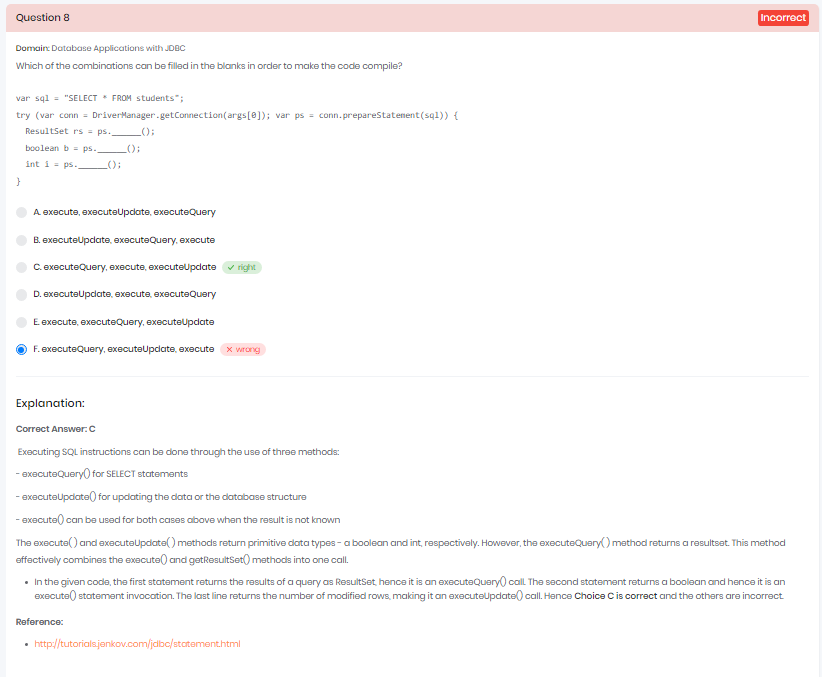 Question 8
Incorrect
Domain: Database Applications with JDBC
Which of the combinations can be filled in the blanks in order to make the code compile?
var sql = "SELECT * FROM students";
try (var conn = DriverManager.getConnection(args[0]); var ps = conn.prepareStatement(sql)) {
ResultSet rs = ps.______();
boolean b = ps.______();
int i = ps.______();
}
A. execute, executeUpdate, executeQuery
B. executeUpdate, executeQuery, execute
C. executeQuery, execute, executeUpdate ✓ right
D. executeUpdate, execute, executeQuery
E. execute, executeQuery, executeUpdate
F. executeQuery, executeUpdate, execute ✕ wrong
Explanation:
Correct Answer: C
Executing SQL instructions can be done through the use of three methods:
- executeQuery() for SELECT statements
- executeUpdate() for updating the data or the database structure
- execute() can be used for both cases above when the result is not known
The execute( ) and executeUpdate( ) methods return primitive data types - a boolean and int, respectively. However, the executeQuery( ) method returns a resultset. This method
effectively combines the execute() and getResultSet() methods into one call.
• In the given code, the first statement returns the results of a query as ResultSet, hence it is an executeQuery() call. The second statement returns a boolean and hence it is an
execute() statement invocation. The last line returns the number of modified rows, making it an executeUpdate() call. Hence Choice C is correct and the others are incorrect.
Reference:
• http://tutorials.jenkov.com/jdbc/statement.html